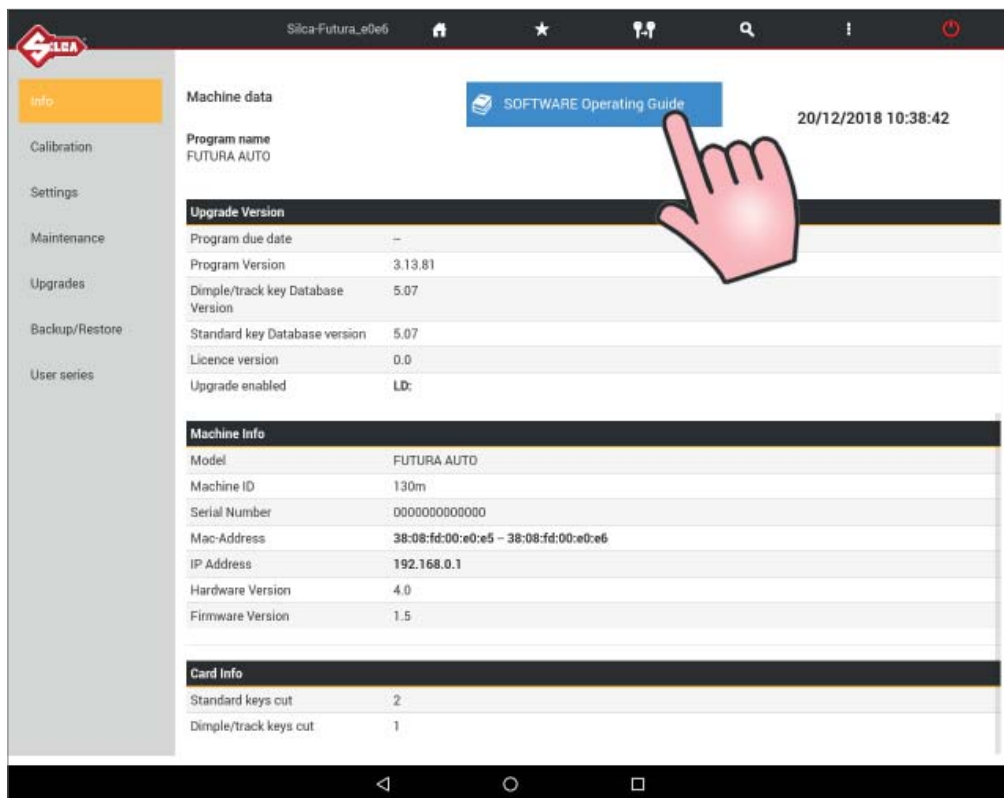 SILCA
Silca-Futura_e0e6
Info
Calibration
Settings
Maintenance
Upgrades
Backup/Restore
User series
Machine data
SOFTWARE Operating Guide
20/12/2018 10:38:42
Program name
FUTURA AUTO
Upgrade Version
Program due date –
Program Version 3.13.81
Dimple/track key Database 5.07
Version
Standard key Database version 5.07
Licence version 0.0
Upgrade enabled LD:
Machine Info
Model FUTURA AUTO
Machine ID 130m
Serial Number 0000000000000
Mac-Address 38:08:fd:00:e0:e5 – 38:08:fd:00:e0:e6
IP Address 192.168.0.1
Hardware Version 4.0
Firmware Version 1.5
Card Info
Standard keys cut 2
Dimple/track keys cut 1